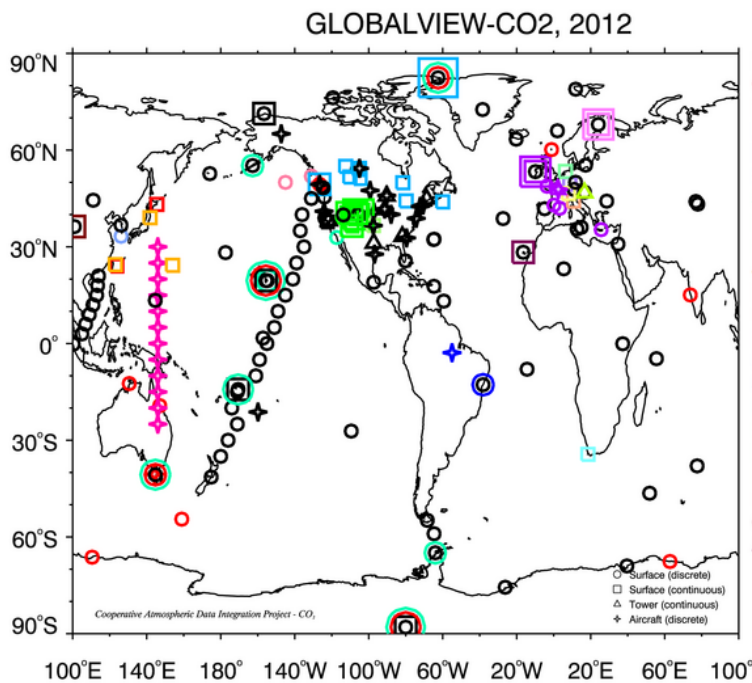 GLOBALVIEW-CO2, 2012
90°N
60°N
30°N
0°
30°S
60°S
90°S
Surface (discrete)
Surface (continuous)
Tower (continuous)
Aircraft (discrete)
Cooperative Atmospheric Data Integration Project - CO₂
100°E 140°E 180° 140°W 100°W 60°W 20°W 20°E 60°E 100°E